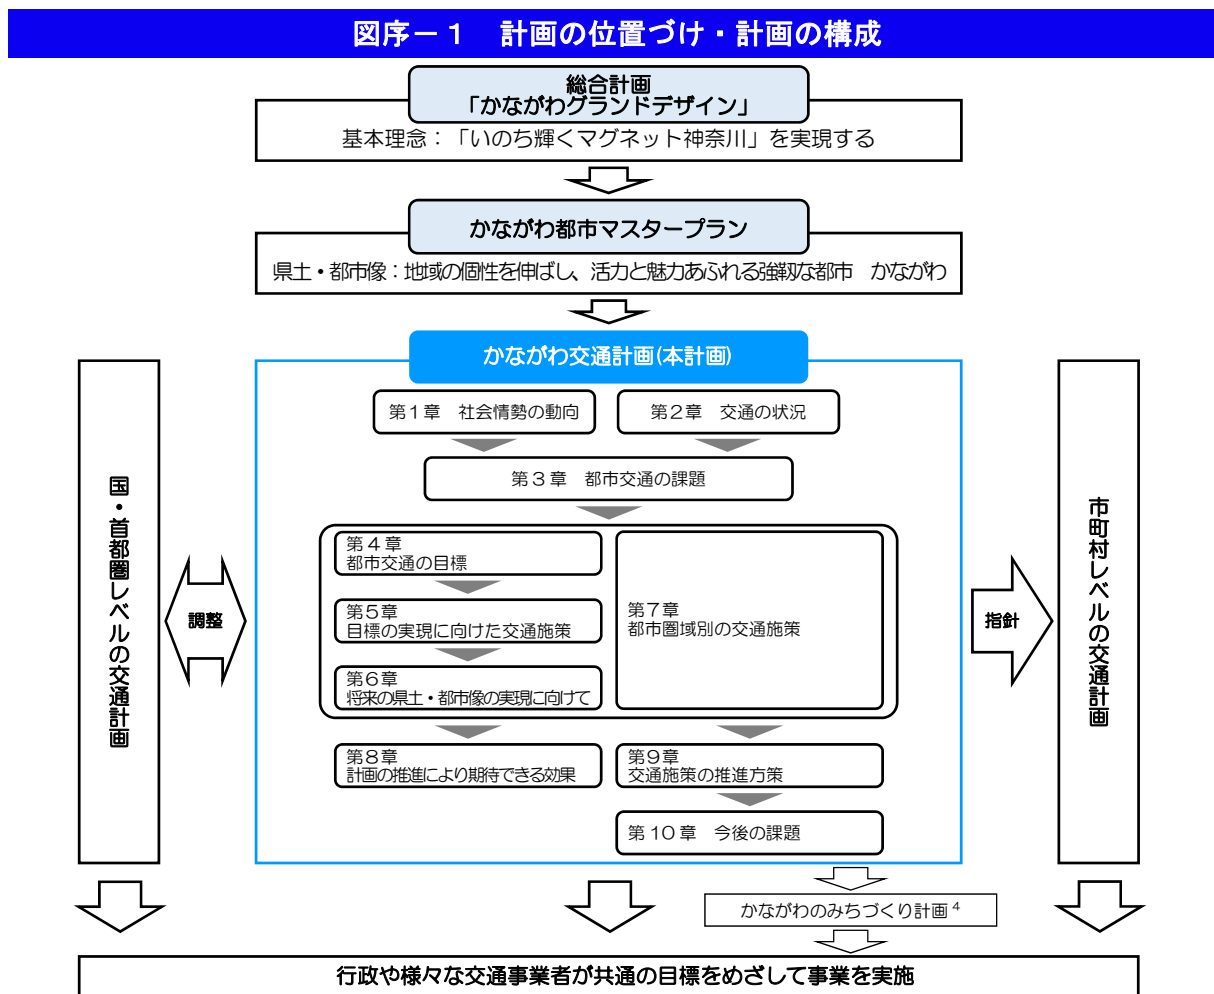 図序－１　計画の位置づけ・計画の構成
総合計画
「かながわグランドデザイン」
基本理念：「いのち輝くマグネット神奈川」を実現する
かながわ都市マスタープラン
県土・都市像：地域の個性を伸ばし、活力と魅力あふれる強靱な都市　かながわ
かながわ交通計画(本計画)
第１章　社会情勢の動向
第２章　交通の状況
第３章　都市交通の課題
第４章
都市交通の目標
第５章
目標の実現に向けた交通施策
第６章
将来の県土・都市像の実現に向けて
第７章
都市圏域別の交通施策
第８章
計画の推進により期待できる効果
第９章
交通施策の推進方策
第10章　今後の課題
国・首都圏レベルの交通計画
調整
指針
市町村レベルの交通計画
かながわのみちづくり計画⁴
行政や様々な交通事業者が共通の目標をめざして事業を実施